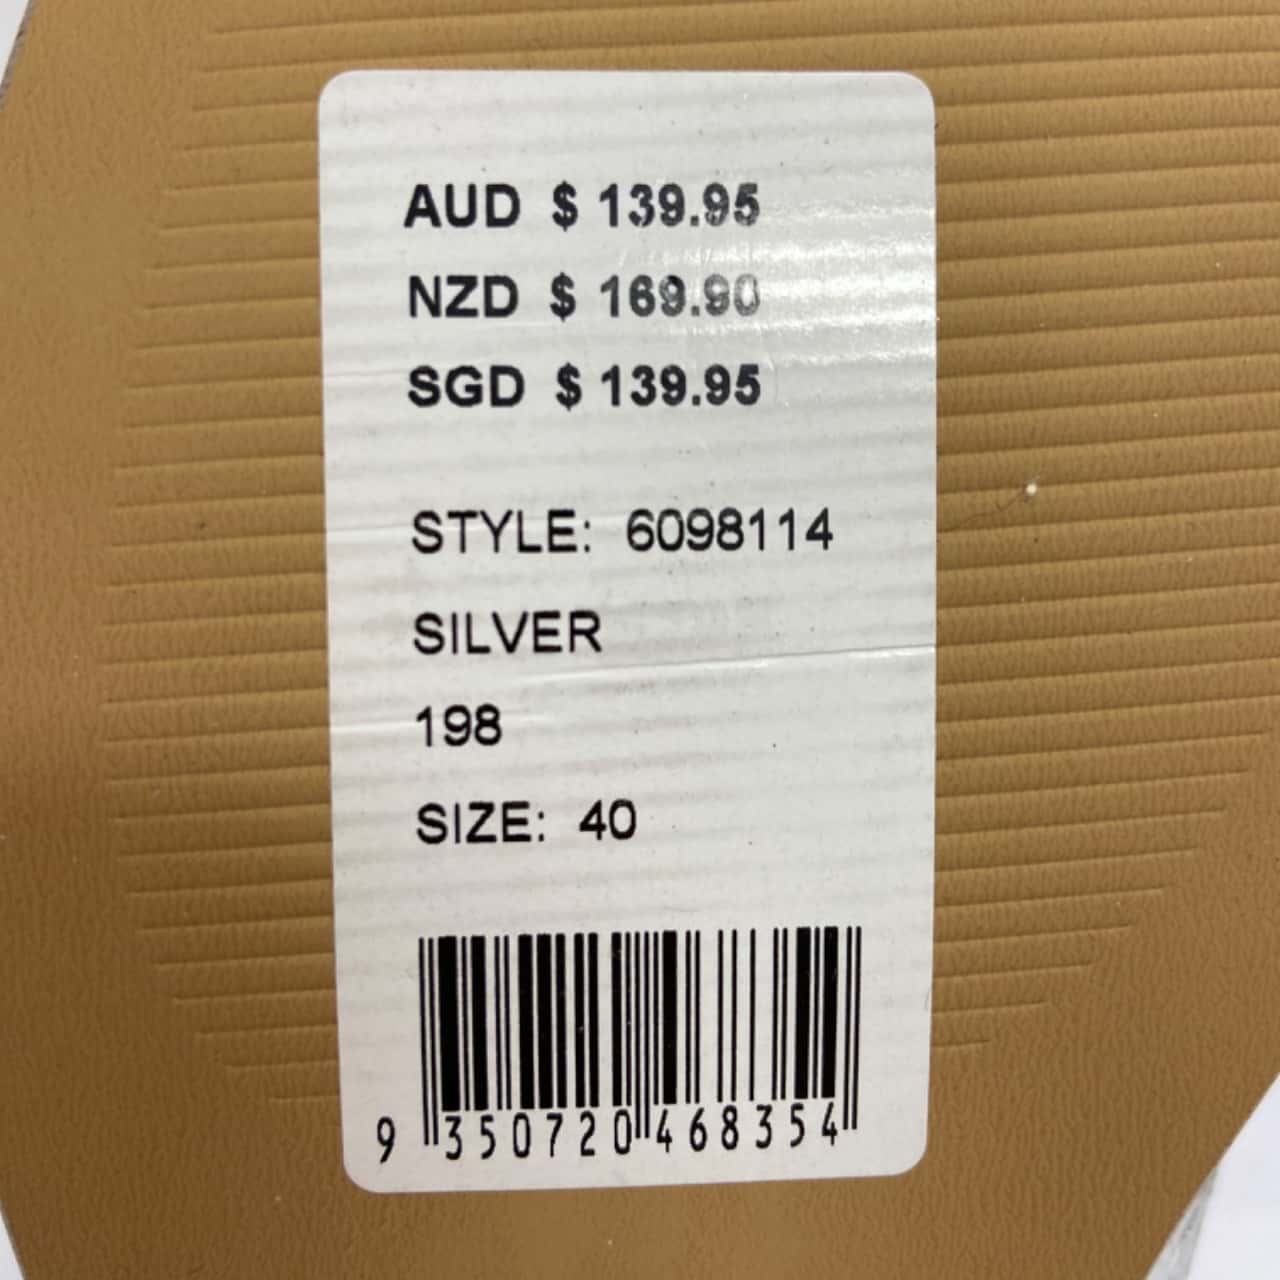 AUD $ 139.95
NZD $ 169.90
SGD $ 139.95
STYLE: 6098114
SILVER
198
SIZE: 40
9 350720 468354